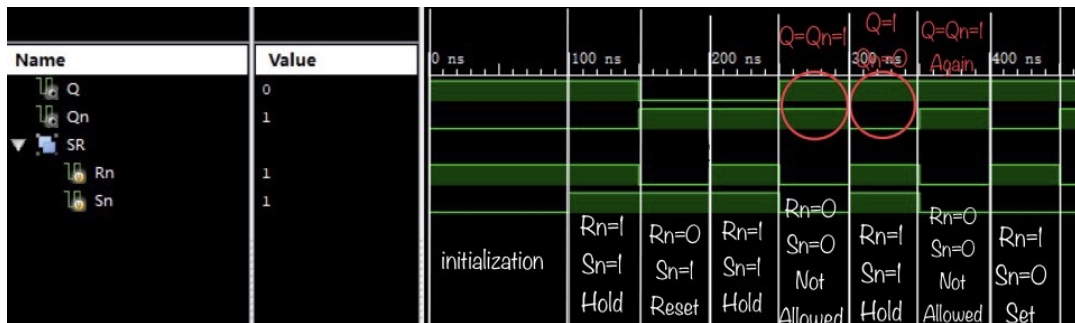 Name Value
Q 0
Qn 1
SR
Rn 1
Sn 1
0 ns 100 ns 200 ns 300 ns 400 ns
Q=Qn=1
Q=1
Qn=0
Q=Qn=1
Again
initialization
Rn=1
Sn=1
Hold
Rn=0
Sn=1
Reset
Rn=1
Sn=1
Hold
Rn=0
Sn=0
Not
Allowed
Rn=1
Sn=1
Hold
Rn=0
Sn=0
Not
Allowed
Rn=1
Sn=0
Set